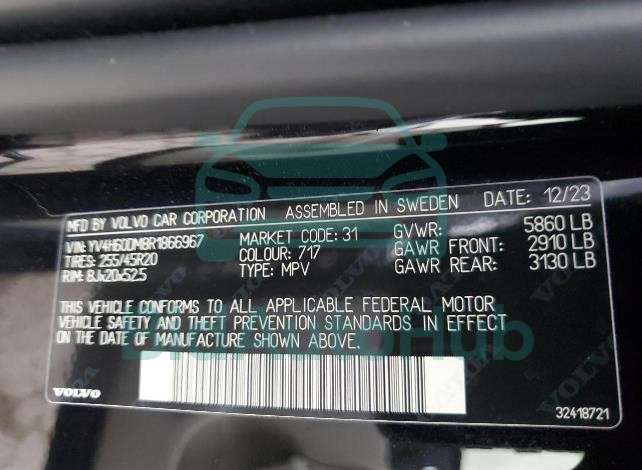 MFD BY VOLVO CAR CORPORATION ASSEMBLED IN SWEDEN DATE: 12/23
VIN: YV4H60DM8R1866967 MARKET CODE: 31 GVWR: 5860 LB
TIRES: 255/45R20 COLOUR: 717 GAWR FRONT: 2910 LB
RIM: 8Jx20x52.5 TYPE: MPV GAWR REAR: 3130 LB
THIS VEHICLE CONFORMS TO ALL APPLICABLE FEDERAL MOTOR
VEHICLE SAFETY AND THEFT PREVENTION STANDARDS IN EFFECT
ON THE DATE OF MANUFACTURE SHOWN ABOVE.
BidAutoHub
VOLVO 32418721